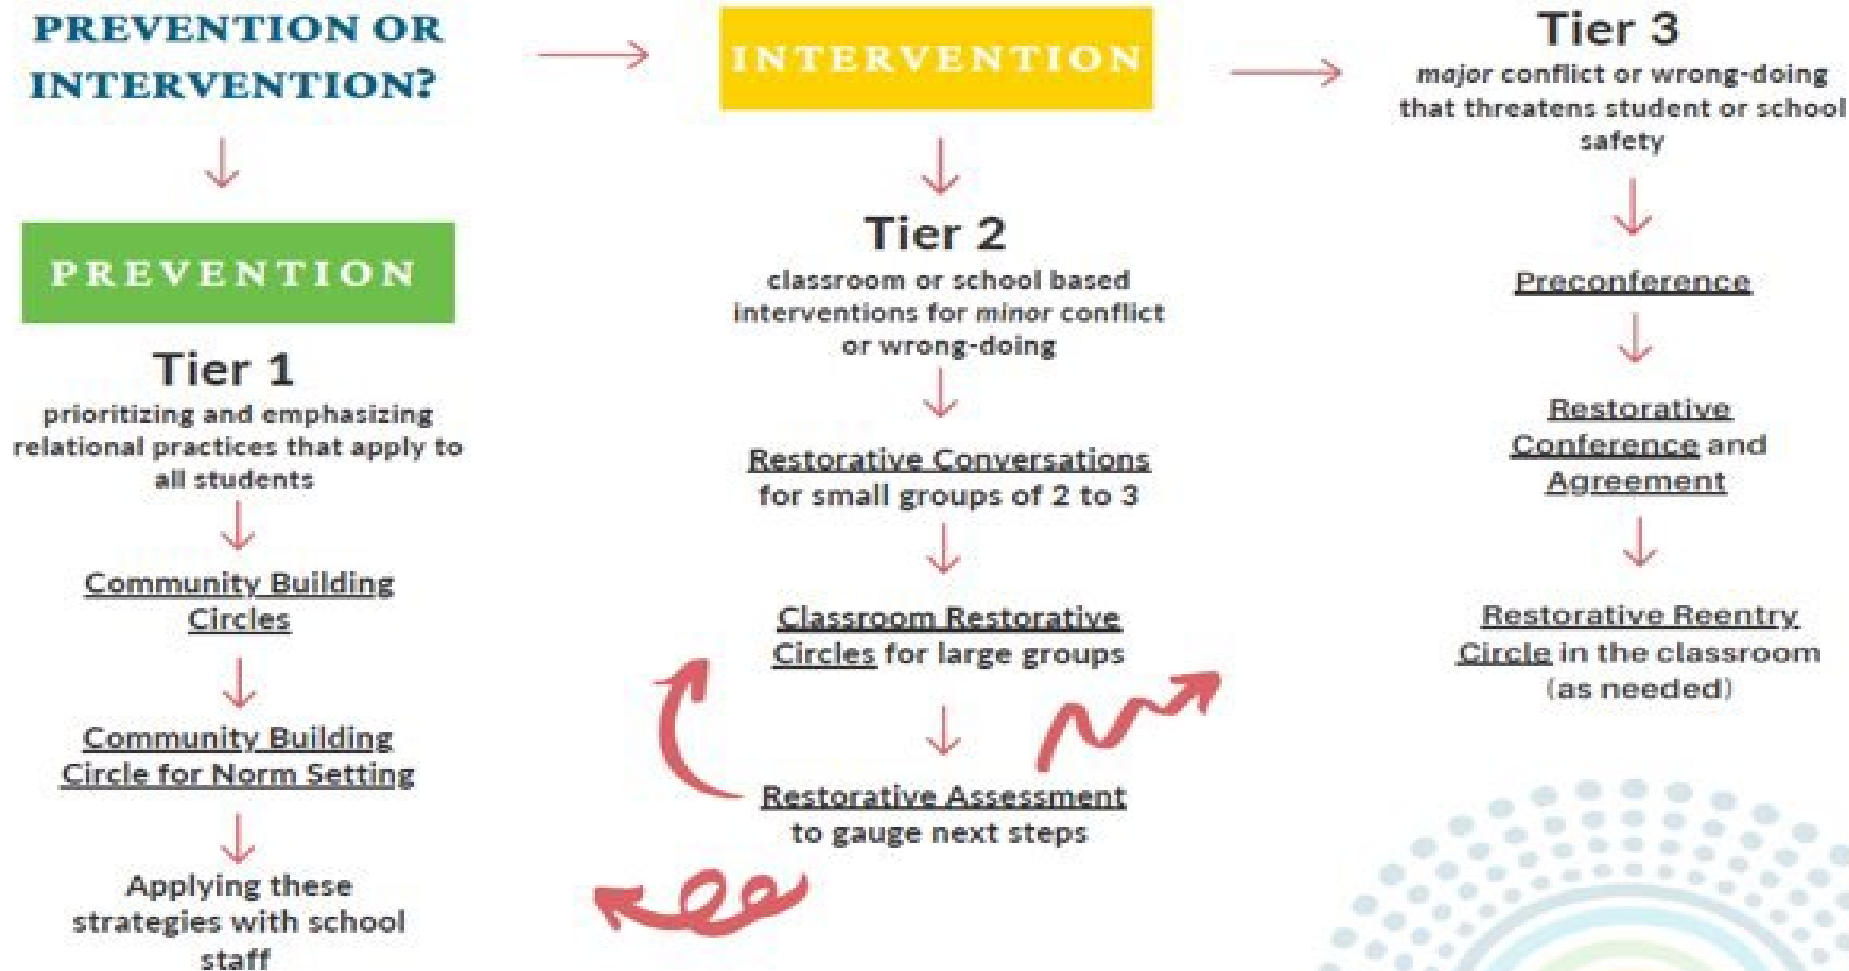 PREVENTION OR
INTERVENTION?
PREVENTION
Tier 1
prioritizing and emphasizing
relational practices that apply to
all students
Community Building
Circles
Community Building
Circle for Norm Setting
Applying these
strategies with school
staff
INTERVENTION
Tier 2
classroom or school based
interventions for minor conflict
or wrong-doing
Restorative Conversations
for small groups of 2 to 3
Classroom Restorative
Circles for large groups
Restorative Assessment
to gauge next steps
Tier 3
major conflict or wrong-doing
that threatens student or school
safety
Preconference
Restorative
Conference and
Agreement
Restorative Reentry
Circle in the classroom
(as needed)